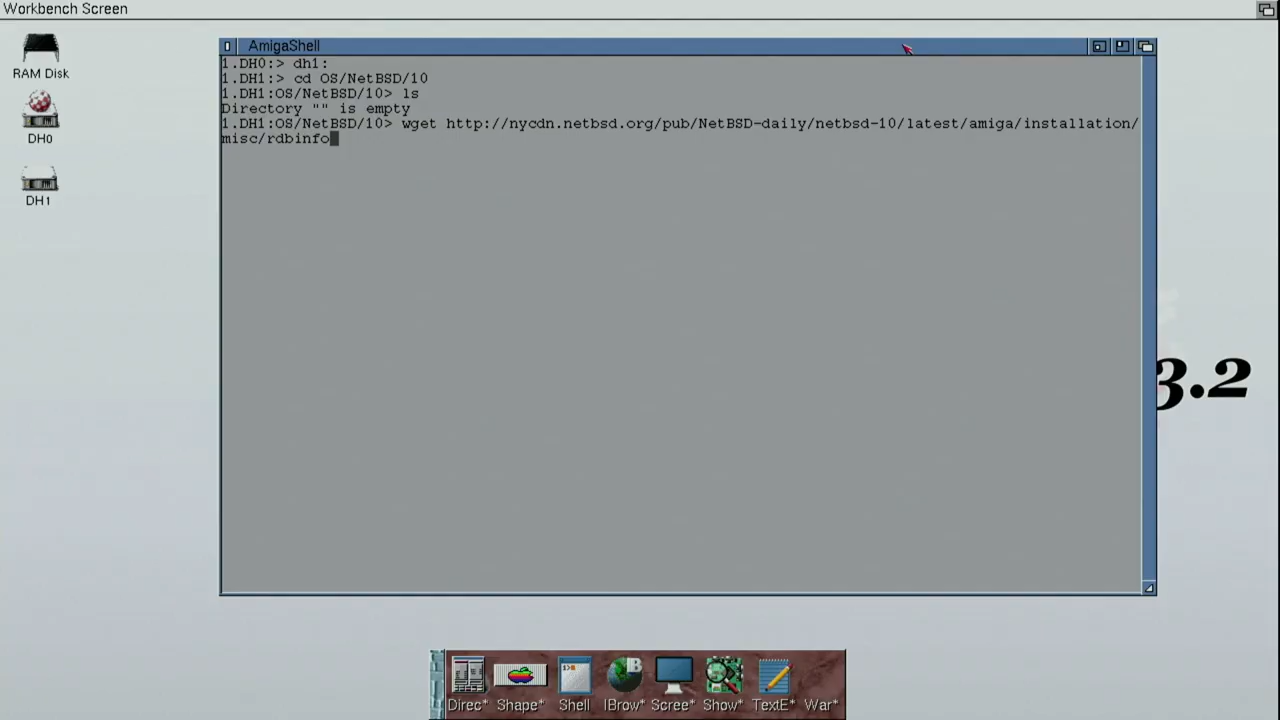 Workbench Screen
RAM Disk
DH0
DH1
AmigaShell
1.DH0:> dh1:
1.DH1:> cd OS/NetBSD/10
1.DH1:OS/NetBSD/10> ls
Directory "" is empty
1.DH1:OS/NetBSD/10> wget http://nycdn.netbsd.org/pub/NetBSD-daily/netbsd-10/latest/amiga/installation/
misc/rdbinfo
3.2
Direc* Shape* Shell IBrow* Scree* Show* TextE* War*